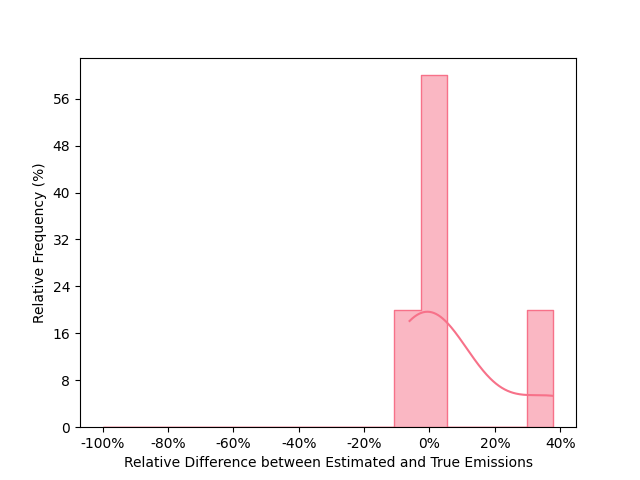 Relative Frequency (%)
56
48
40
32
24
16
8
0
-100% -80% -60% -40% -20% 0% 20% 40%
Relative Difference between Estimated and True Emissions